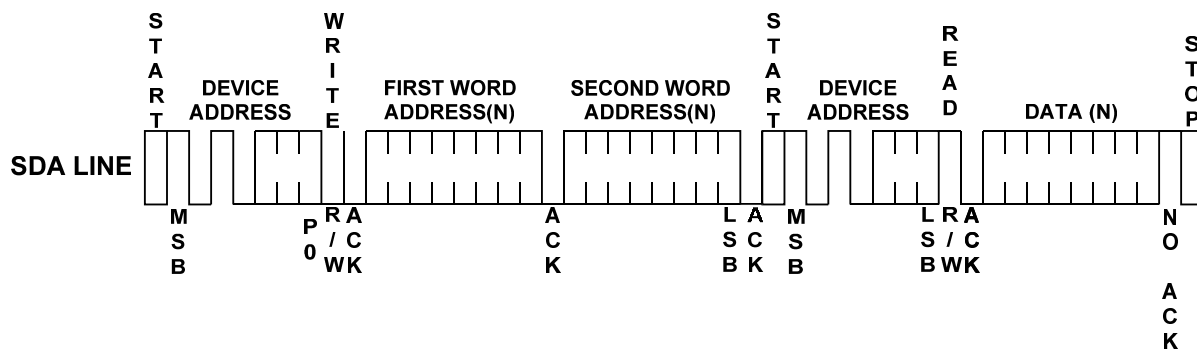 START
WRITE
START
READ
STOP
DEVICE
ADDRESS
FIRST WORD
ADDRESS(N)
SECOND WORD
ADDRESS(N)
DEVICE
ADDRESS
DATA (N)
SDA LINE
MSB
P0
R/W
ACK
ACK
LSB
ACK
MSB
LSB
R/W
ACK
NO ACK